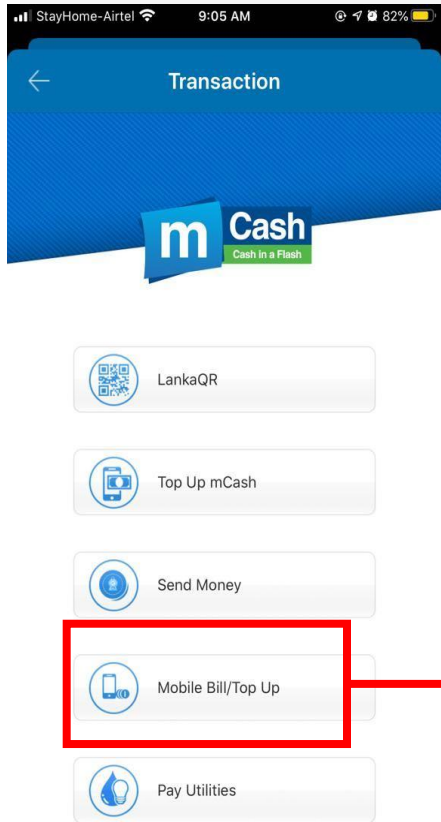 StayHome-Airtel 9:05 AM 82%
Transaction
m Cash
Cash in a Flash
LankaQR
Top Up mCash
Send Money
Mobile Bill/Top Up
Pay Utilities